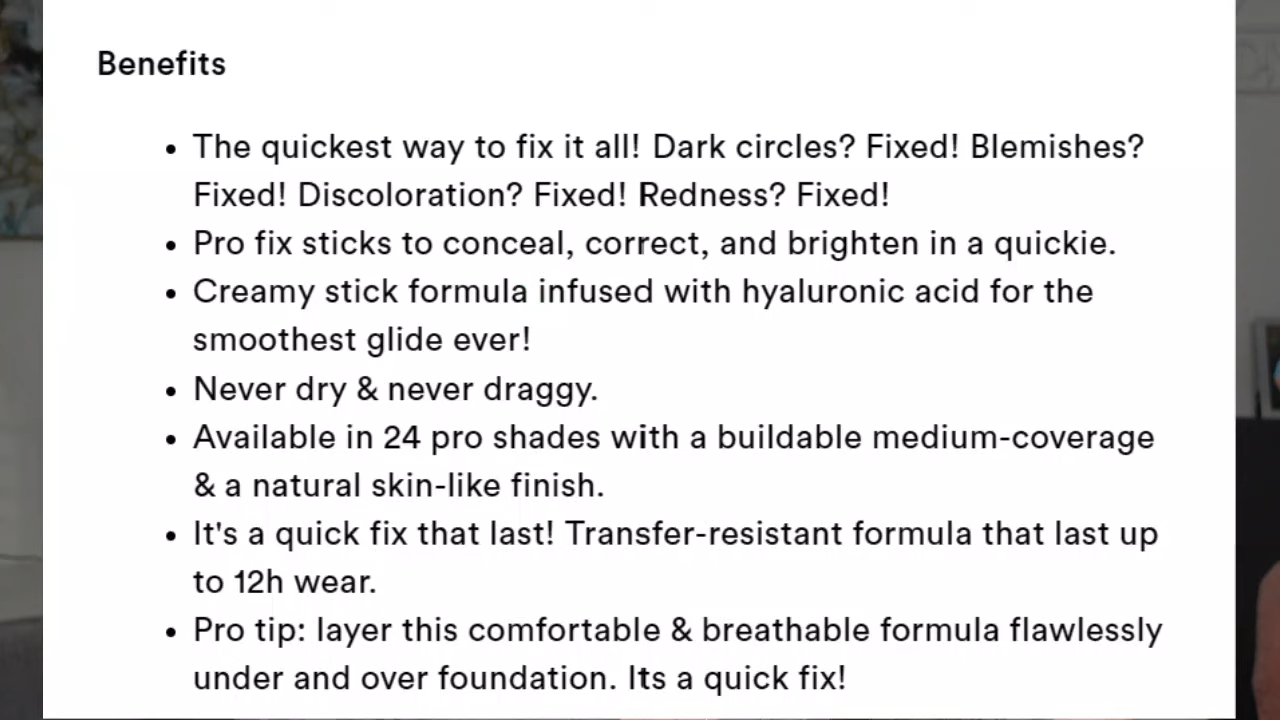 Benefits
• The quickest way to fix it all! Dark circles? Fixed! Blemishes?
Fixed! Discoloration? Fixed! Redness? Fixed!
• Pro fix sticks to conceal, correct, and brighten in a quickie.
• Creamy stick formula infused with hyaluronic acid for the
smoothest glide ever!
• Never dry & never draggy.
• Available in 24 pro shades with a buildable medium-coverage
& a natural skin-like finish.
• It's a quick fix that last! Transfer-resistant formula that last up
to 12h wear.
• Pro tip: layer this comfortable & breathable formula flawlessly
under and over foundation. Its a quick fix!